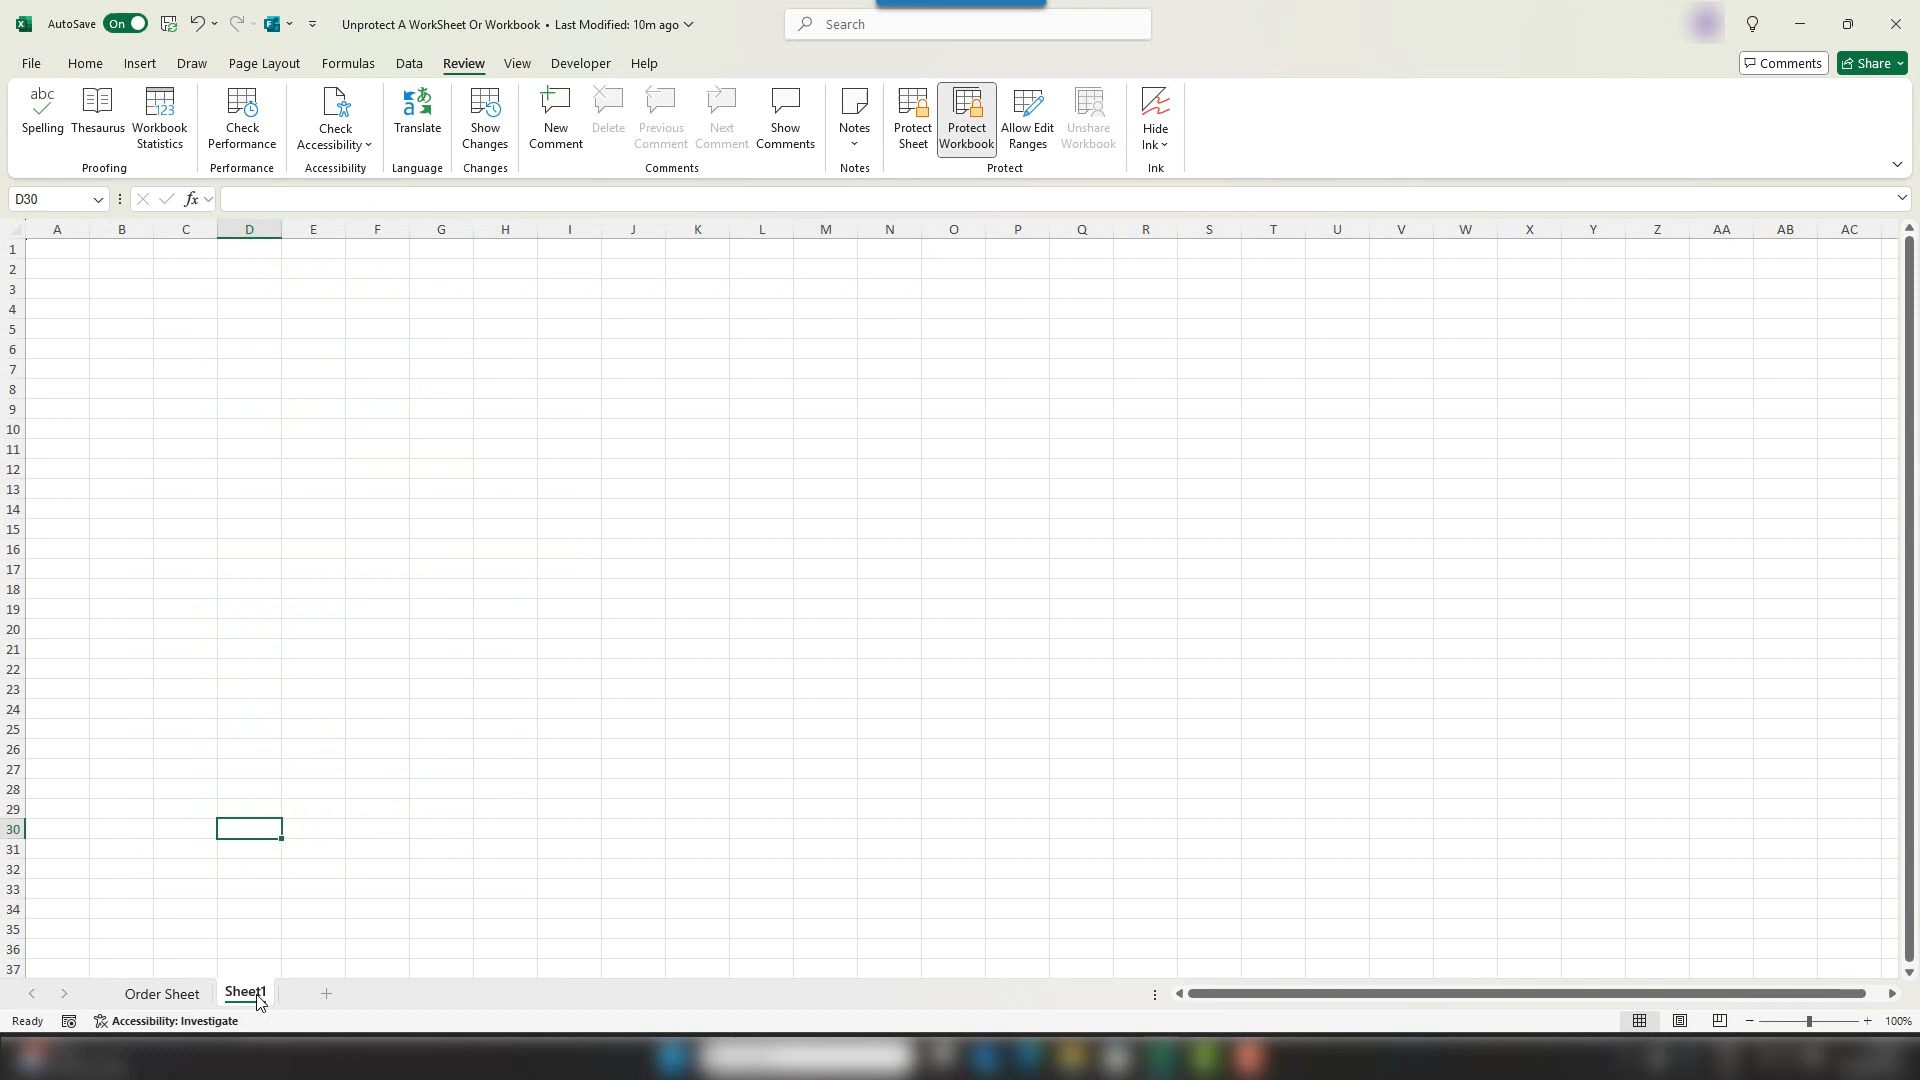 AutoSave On Unprotect A WorkSheet Or Workbook • Last Modified: 10m ago Search
File Home Insert Draw Page Layout Formulas Data Review View Developer Help Comments Share
abc
Spelling
Thesaurus
Workbook
Statistics
Proofing
Check
Performance
Performance
Check
Accessibility
Accessibility
Translate
Language
Show
Changes
Changes
New
Comment
Delete
Previous
Comment
Next
Comment
Show
Comments
Comments
Notes
Notes
Protect
Sheet
Protect
Workbook
Allow Edit
Ranges
Unshare
Workbook
Protect
Hide
Ink
Ink
D30 fx
A B C D E F G H I J K L M N O P Q R S T U V W X Y Z AA AB AC
1
2
3
4
5
6
7
8
9
10
11
12
13
14
15
16
17
18
19
20
21
22
23
24
25
26
27
28
29
30
31
32
33
34
35
36
37
Order Sheet Sheet1
Ready Accessibility: Investigate 100%